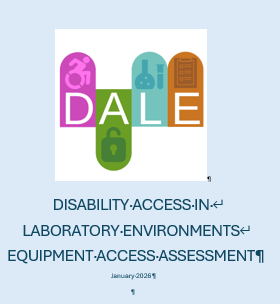 DALE
DISABILITY ACCESS IN
LABORATORY ENVIRONMENTS
EQUIPMENT ACCESS ASSESSMENT
January 2026